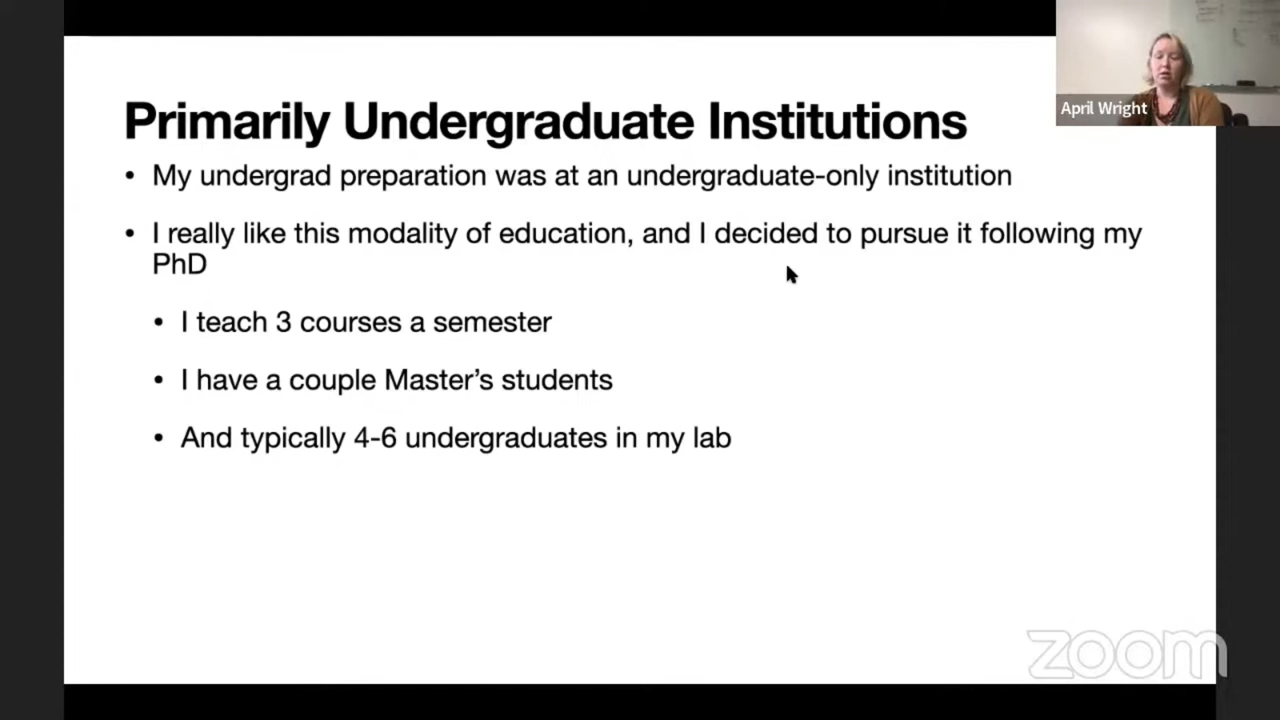 Primarily Undergraduate Institutions
• My undergrad preparation was at an undergraduate-only institution
• I really like this modality of education, and I decided to pursue it following my
PhD
• I teach 3 courses a semester
• I have a couple Master’s students
• And typically 4-6 undergraduates in my lab
April Wright
zoom